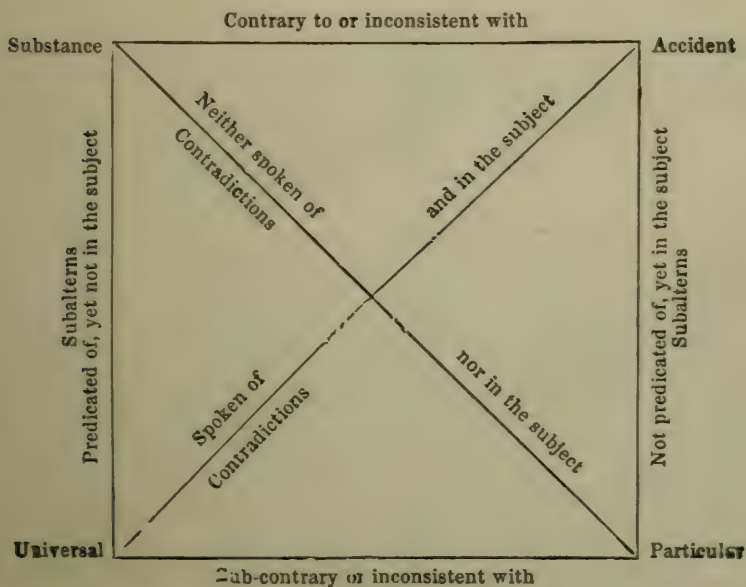 Contrary to or inconsistent with
Substance
Accident
Neither spoken of
Contradictions
and in the subject
Subalterns
Predicated of, yet not in the subject
Not predicated of, yet in the subject
Subalterns
Spoken of
Contradictions
nor in the subject
Universal
Particular
Sub-contrary or inconsistent with